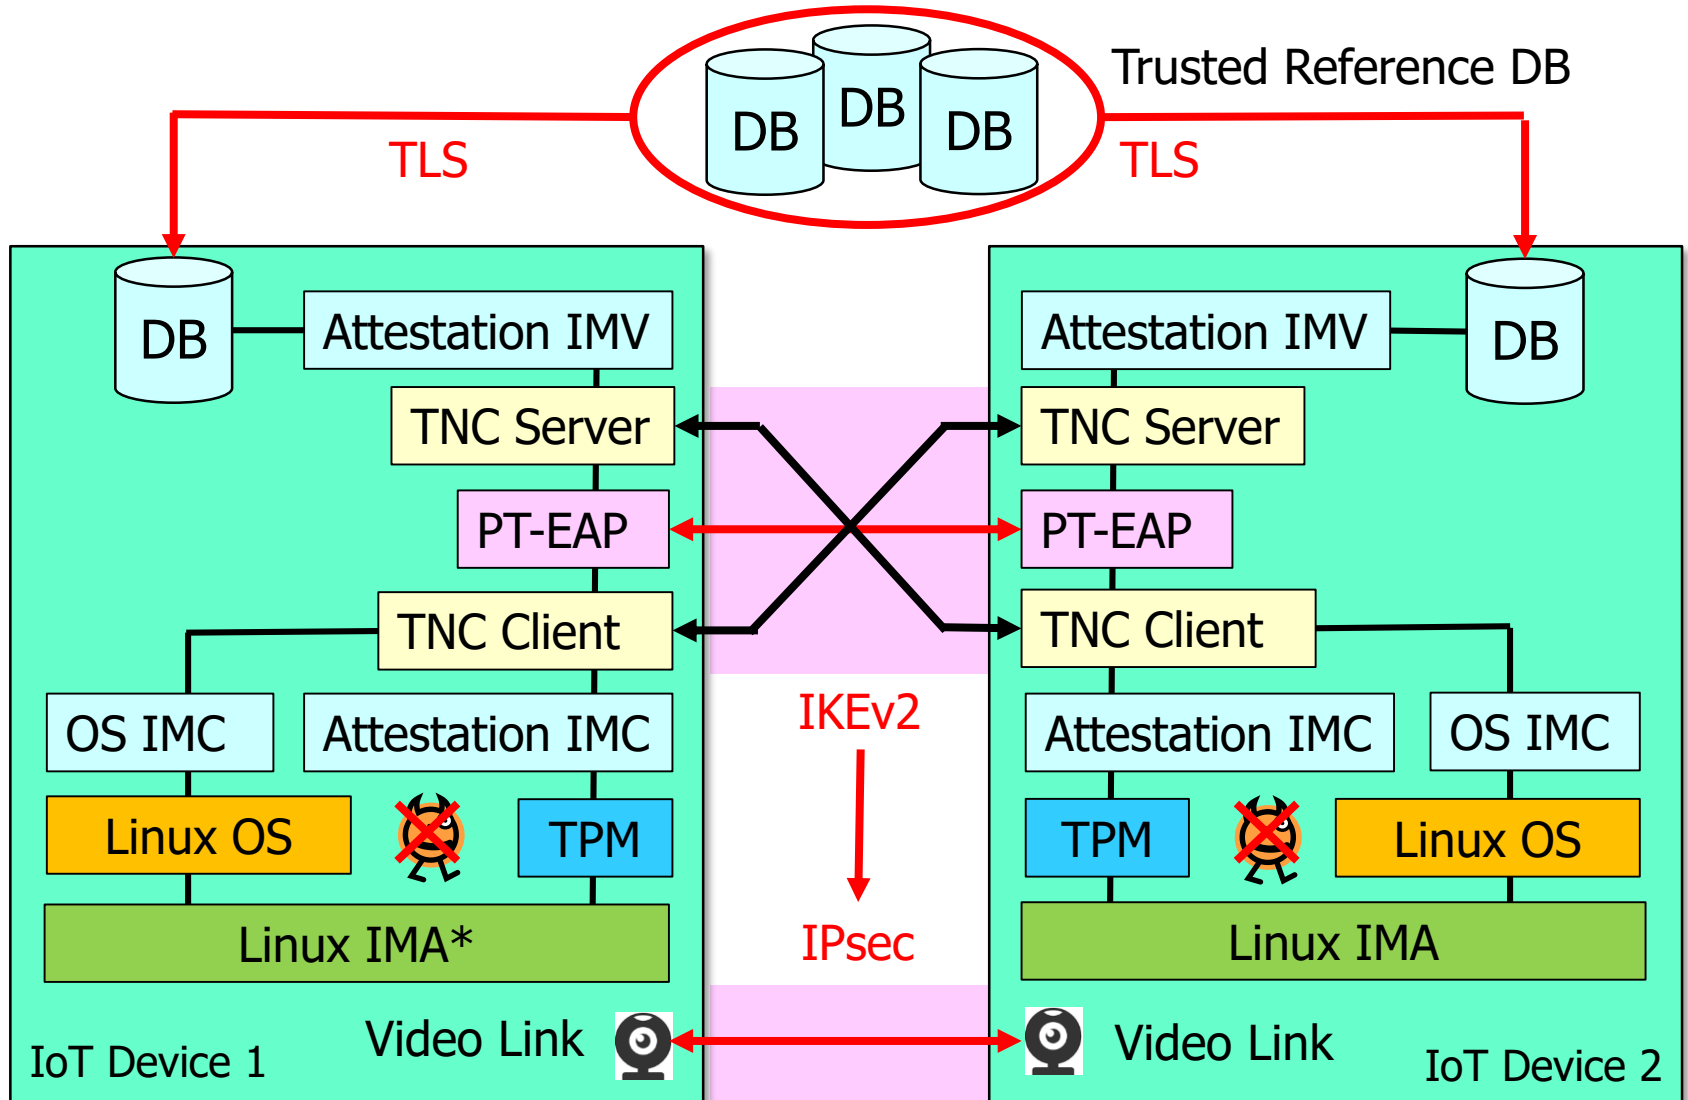 Trusted Reference DB
DB
DB
DB
TLS
TLS
DB
Attestation IMV
TNC Server
PT-EAP
TNC Client
OS IMC
Attestation IMC
Linux OS
TPM
Linux IMA*
Video Link
IoT Device 1
IKEv2
IPsec
Attestation IMV
DB
TNC Server
PT-EAP
TNC Client
Attestation IMC
OS IMC
TPM
Linux OS
Linux IMA
Video Link
IoT Device 2